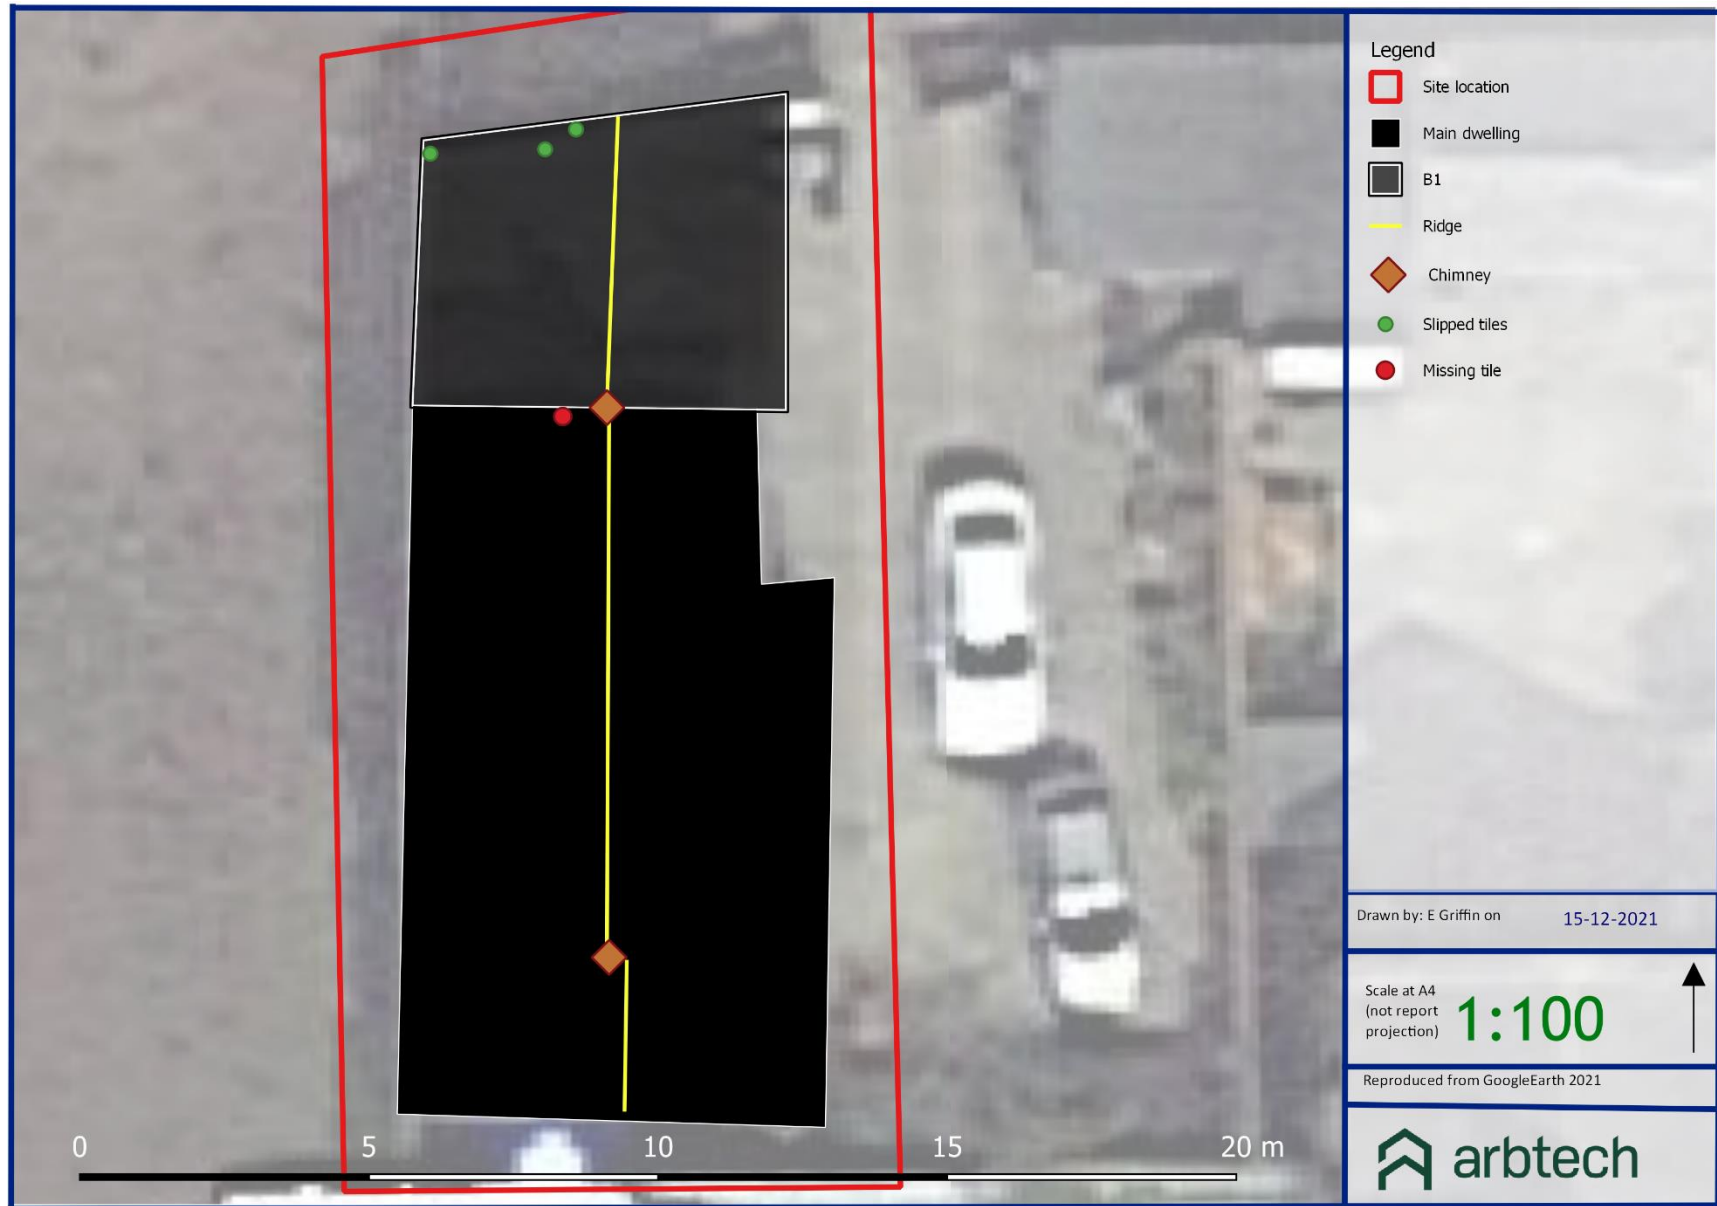 Legend
Site location
Main dwelling
B1
Ridge
Chimney
Slipped tiles
Missing tile
Drawn by: E Griffin on 15-12-2021
Scale at A4
(not report
projection)
1:100
Reproduced from GoogleEarth 2021
arbtech
0 5 10 15 20 m